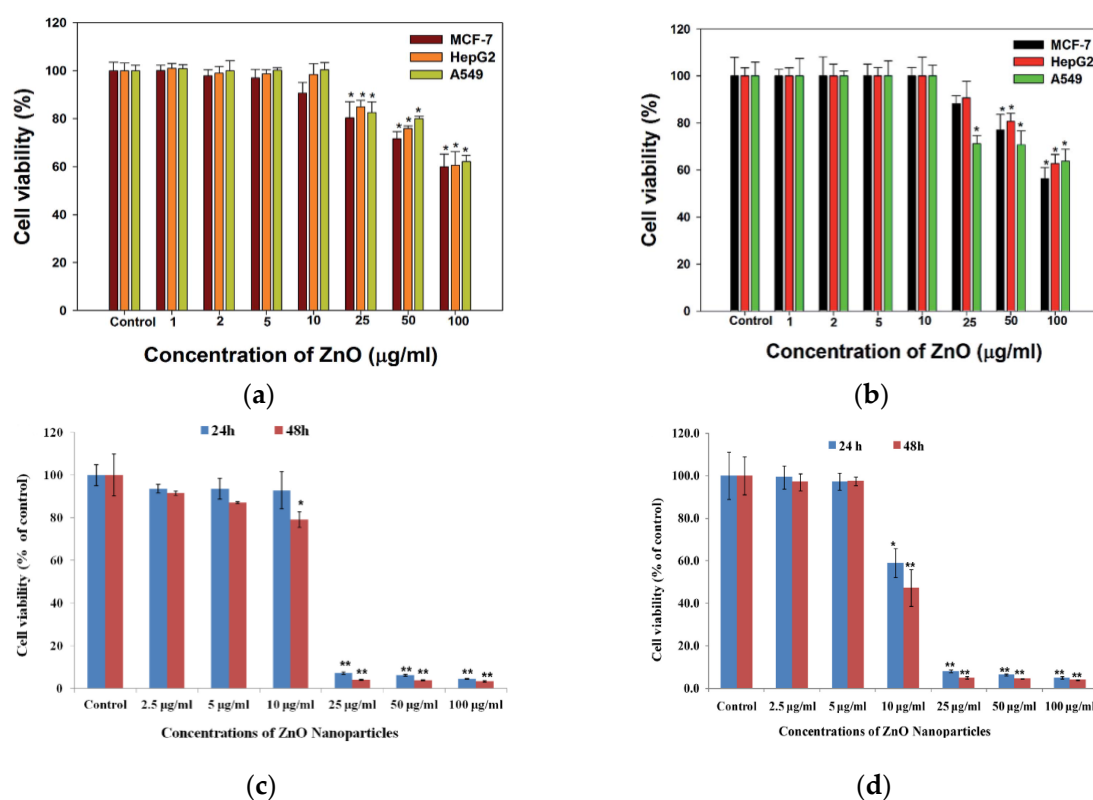 120
100
80
60
40
20
0
Cell viability (%)
MCF-7
HepG2
A549
* * *
* * *
* * *
Control 1 2 5 10 25 50 100
Concentration of ZnO (µg/ml)
(a)
120
100
80
60
40
20
0
Cell viability (%)
MCF-7
HepG2
A549
*
* * *
* * *
Control 1 2 5 10 25 50 100
Concentration of ZnO (µg/ml)
(b)
120
100
80
60
40
20
0
Cell viability (% of control)
24h 48h
*
** **
** **
** **
Control 2.5 µg/ml 5 µg/ml 10 µg/ml 25 µg/ml 50 µg/ml 100 µg/ml
Concentrations of ZnO Nanoparticles
(c)
120.0
100.0
80.0
60.0
40.0
20.0
0.0
Cell viability (% of control)
24 h 48h
* **
** **
** **
** **
Control 2.5 µg/ml 5 µg/ml 10 µg/ml 25 µg/ml 50 µg/ml 100 µg/ml
Concentrations of ZnO Nanoparticles
(d)